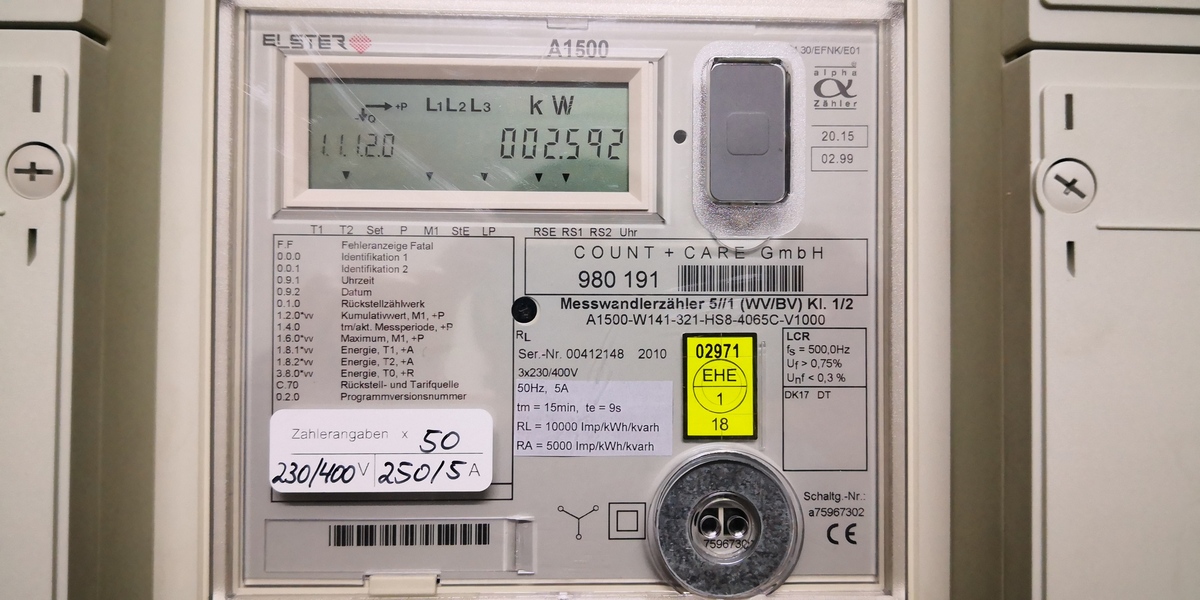 ELSTER
A1500
1.30/EFNK/E01
alpha
α
Zähler
20.15
02.99
+P L1 L2 L3 kW
Q
1.1.1.2.0 002.592
T1 T2 Set P M1 StE LP RSE RS1 RS2 Uhr
F.F Fehleranzeige Fatal
0.0.0 Identifikation 1
0.0.1 Identifikation 2
0.9.1 Uhrzeit
0.9.2 Datum
0.1.0 Rückstellzählwerk
1.2.0*vv Kumulativwert, M1, +P
1.4.0 tm/akt. Messperiode, +P
1.6.0*vv Maximum, M1, +P
1.8.1*vv Energie, T1, +A
1.8.2*vv Energie, T2, +A
3.8.0*vv Energie, T0, +R
C.70 Rückstell- und Tarifquelle
0.2.0 Programmversionsnummer
Zahlerangaben x 50
230/400 V 250/5 A
COUNT + CARE GmbH
980 191
Messwandlerzähler 5//1 (WV/BV) Kl. 1/2
A1500-W141-321-HS8-4065C-V1000
RL
Ser.-Nr. 00412148 2010
3x230/400V
50Hz, 5A
tm = 15min, te = 9s
RL = 10000 Imp/kWh/kvarh
RA = 5000 Imp/kWh/kvarh
02971
EHE
1
18
LCR
fs = 500,0Hz
Uf > 0,75%
Unf < 0,3 %
DK17 DT
Schaltg.-Nr.:
a75967302
CE